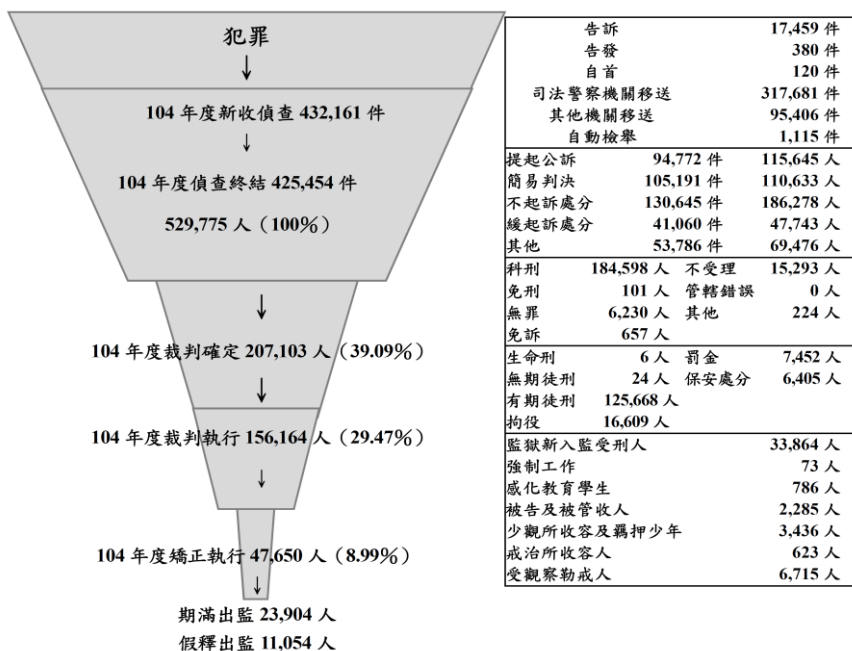 犯罪
↓
104 年度新收偵查 432,161 件
↓
104 年度偵查終結 425,454 件
529,775 人（100%）
↓
104 年度裁判確定 207,103 人（39.09%）
↓
104 年度裁判執行 156,164 人（29.47%）
↓
104 年度矯正執行 47,650 人（8.99%）
↓
期滿出監 23,904 人
假釋出監 11,054 人
告訴 17,459 件
告發 380 件
自首 120 件
司法警察機關移送 317,681 件
其他機關移送 95,406 件
自動檢舉 1,115 件
提起公訴 94,772 件 115,645 人
簡易判決 105,191 件 110,633 人
不起訴處分 130,645 件 186,278 人
緩起訴處分 41,060 件 47,743 人
其他 53,786 件 69,476 人
科刑 184,598 人 不受理 15,293 人
免刑 101 人 管轄錯誤 0 人
無罪 6,230 人 其他 224 人
免訴 657 人
生命刑 6 人 罰金 7,452 人
無期徒刑 24 人 保安處分 6,405 人
有期徒刑 125,668 人
拘役 16,609 人
監獄新入監受刑人 33,864 人
強制工作 73 人
感化教育學生 786 人
被告及被管收人 2,285 人
少觀所收容及羈押少年 3,436 人
戒治所收容人 623 人
受觀察勒戒人 6,715 人